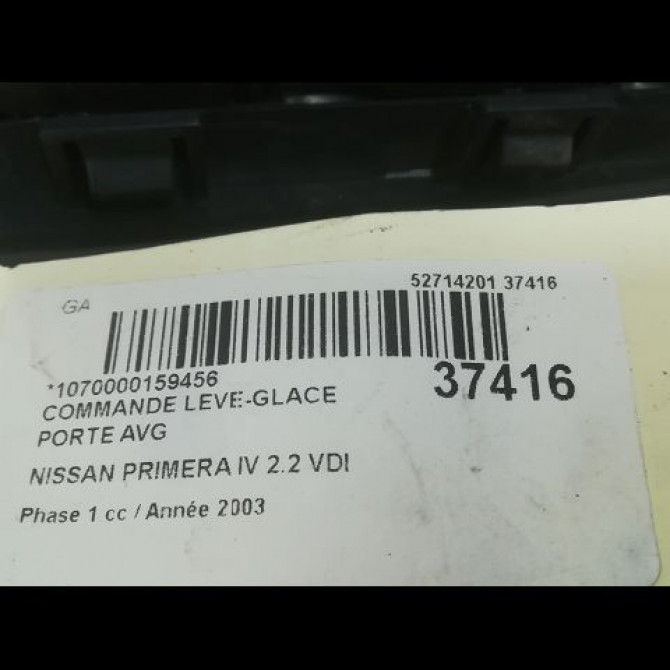 52714201 37416
GA
*1070000159456
37416
COMMANDE LEVE-GLACE
PORTE AVG
NISSAN PRIMERA IV 2.2 VDI
Phase 1 cc / Année 2003